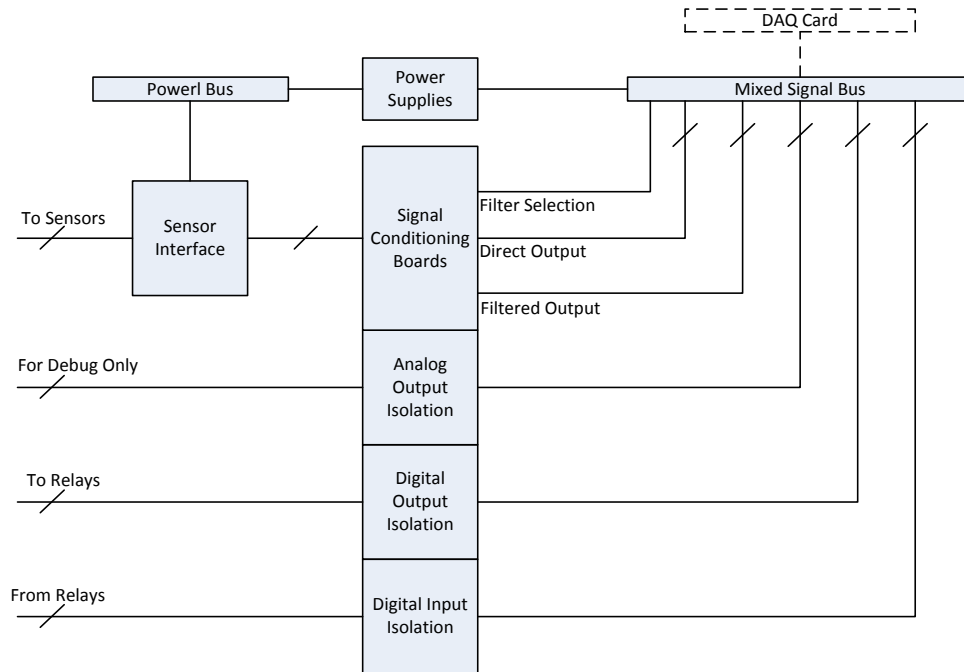 DAQ Card
Powerl Bus
Power
Supplies
Mixed Signal Bus
To Sensors
Sensor
Interface
Signal
Conditioning
Boards
Filter Selection
Direct Output
Filtered Output
For Debug Only
Analog
Output
Isolation
To Relays
Digital
Output
Isolation
From Relays
Digital Input
Isolation